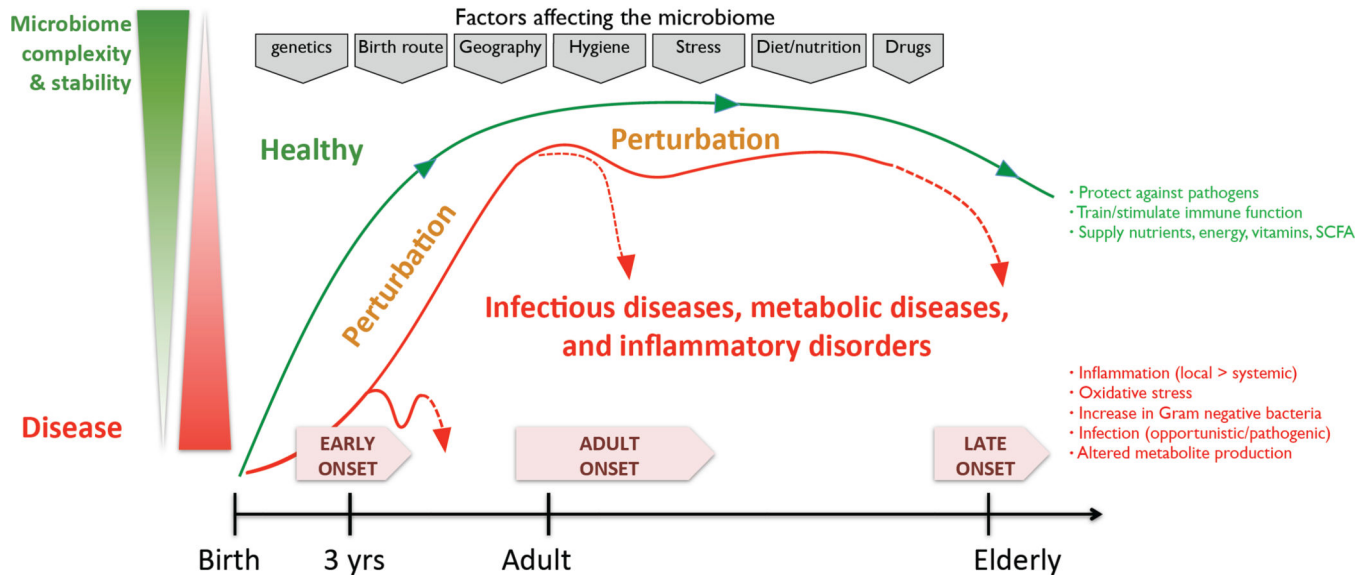 Microbiome
complexity
& stability
Factors affecting the microbiome
genetics
Birth route
Geography
Hygiene
Stress
Diet/nutrition
Drugs
Healthy
Perturbation
Perturbation
· Protect against pathogens
· Train/stimulate immune function
· Supply nutrients, energy, vitamins, SCFA
Infectious diseases, metabolic diseases,
and inflammatory disorders
Disease
· Inflammation (local > systemic)
· Oxidative stress
· Increase in Gram negative bacteria
· Infection (opportunistic/pathogenic)
· Altered metabolite production
EARLY
ONSET
ADULT
ONSET
LATE
ONSET
Birth
3 yrs
Adult
Elderly